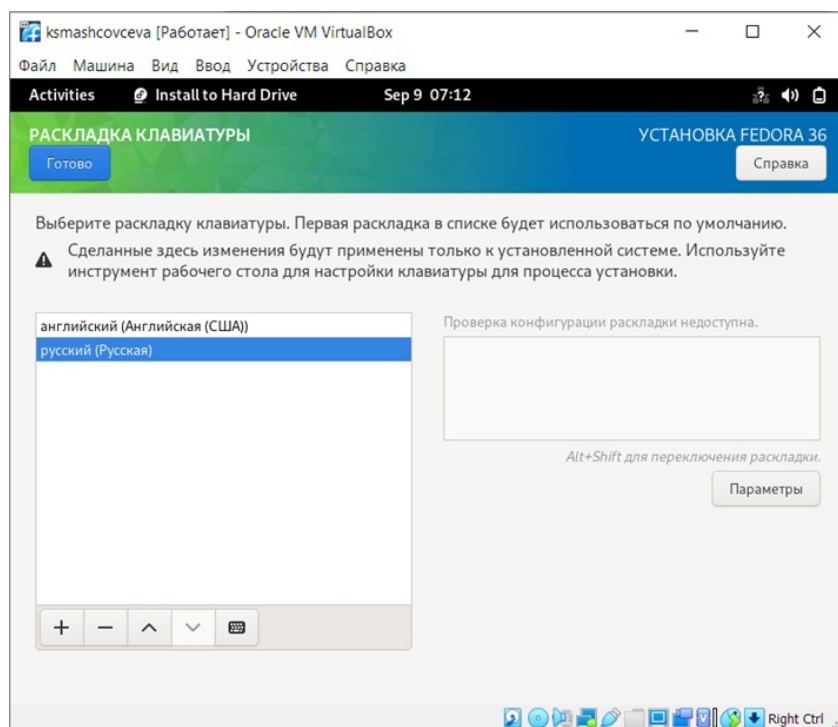 ksmashcovceva [Работает] - Oracle VM VirtualBox
Файл Машина Вид Ввод Устройства Справка
Activities Install to Hard Drive Sep 9 07:12
РАСКЛАДКА КЛАВИАТУРЫ УСТАНОВКА FEDORA 36
Готово Справка
Выберите раскладку клавиатуры. Первая раскладка в списке будет использоваться по умолчанию.
Сделанные здесь изменения будут применены только к установленной системе. Используйте
инструмент рабочего стола для настройки клавиатуры для процесса установки.
английский (Английская (США))
русский (Русская)
Проверка конфигурации раскладки недоступна.
Alt+Shift для переключения раскладки.
Параметры
Right Ctrl